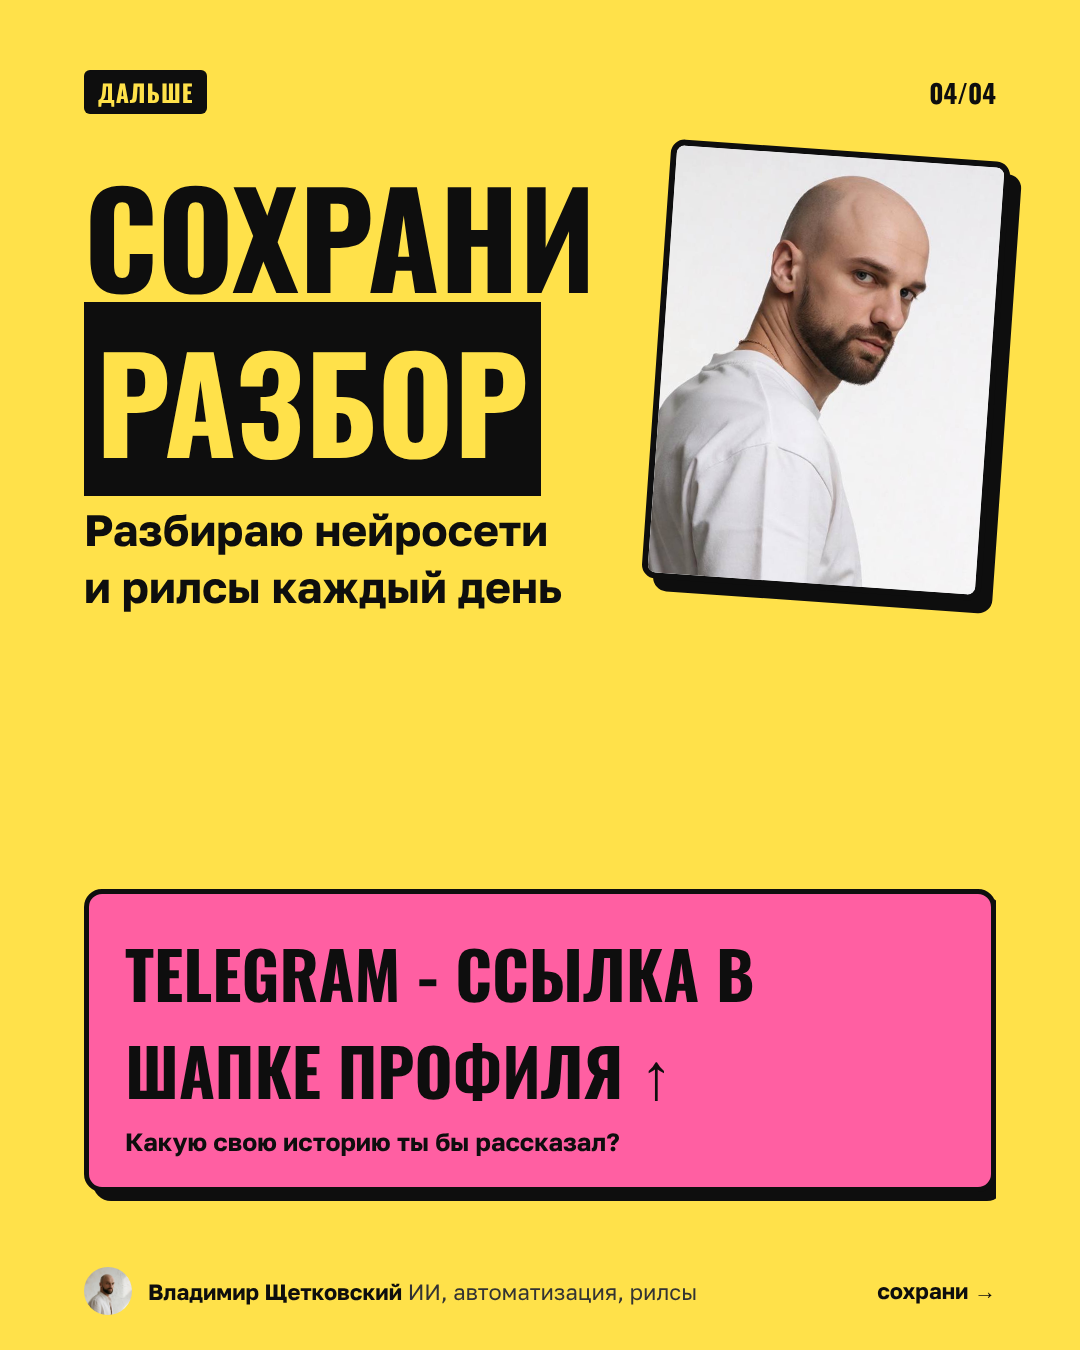 ДАЛЬШЕ
04/04
СОХРАНИ
РАЗБОР
Разбираю нейросети
и рилсы каждый день
TELEGRAM - ССЫЛКА В
ШАПКЕ ПРОФИЛЯ ↑
Какую свою историю ты бы рассказал?
Владимир Щетковский ИИ, автоматизация, рилсы
сохрани →